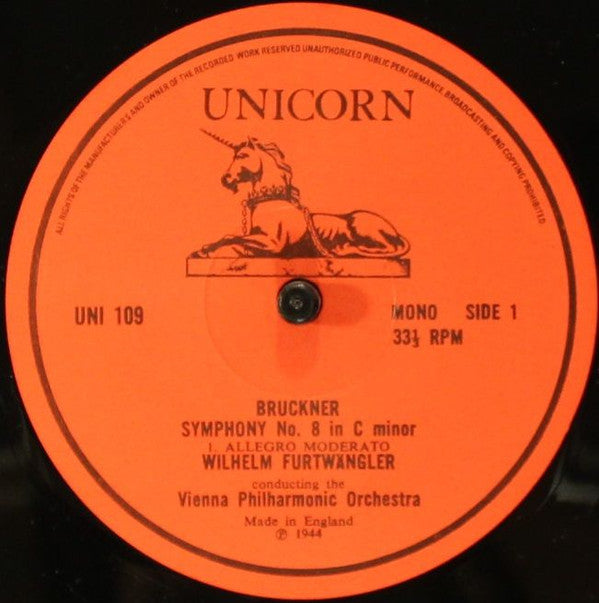 ALL RIGHTS OF THE MANUFACTURERS AND OWNER OF THE RECORDED WORK RESERVED UNAUTHORIZED PUBLIC PERFORMANCE BROADCASTING AND COPYING PROHIBITED
UNICORN
UNI 109
MONO SIDE 1
33⅓ RPM
BRUCKNER
SYMPHONY No. 8 in C minor
1. ALLEGRO MODERATO
WILHELM FURTWÄNGLER
conducting the
Vienna Philharmonic Orchestra
Made in England
℗ 1944